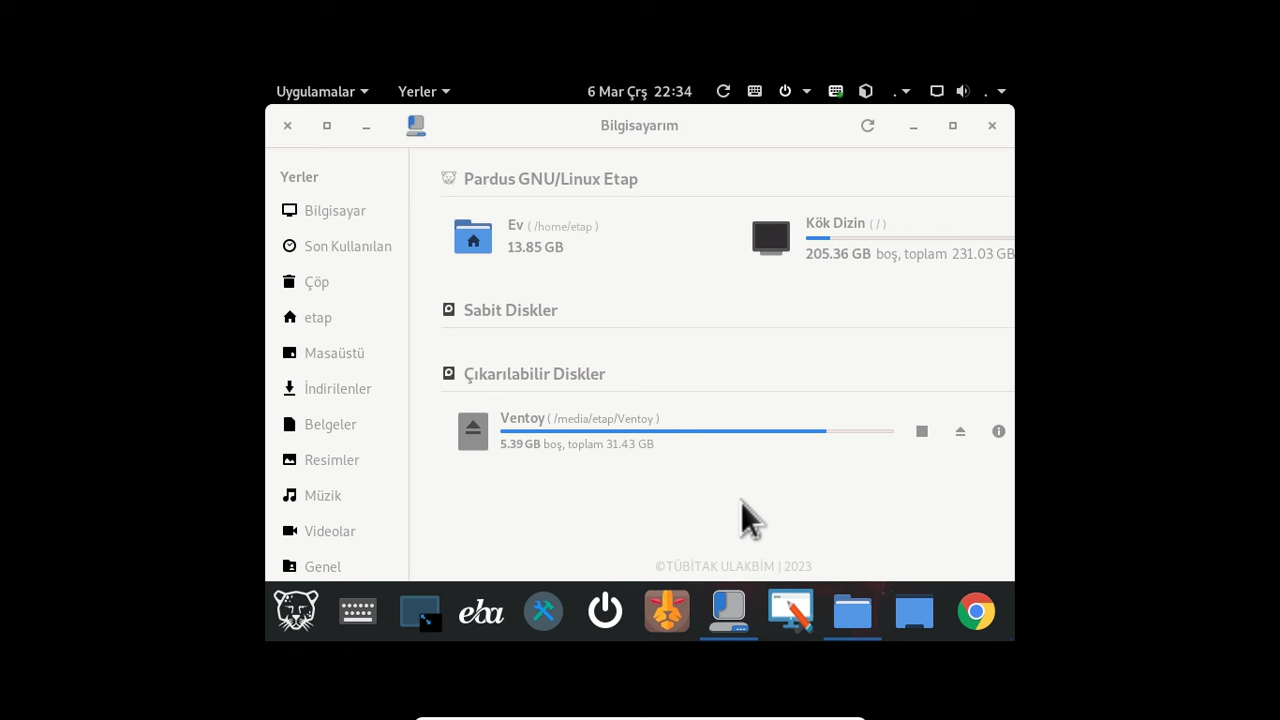 Uygulamalar Yerler 6 Mar Çrş 22:34
Bilgisayarım
Yerler
Bilgisayar
Son Kullanılan
Çöp
etap
Masaüstü
İndirilenler
Belgeler
Resimler
Müzik
Videolar
Genel
Pardus GNU/Linux Etap
Ev ( /home/etap )
13.85 GB
Kök Dizin ( / )
205.36 GB boş, toplam 231.03 GB
Sabit Diskler
Çıkarılabilir Diskler
Ventoy ( /media/etap/Ventoy )
5.39 GB boş, toplam 31.43 GB
©TÜBİTAK ULAKBİM | 2023
eba